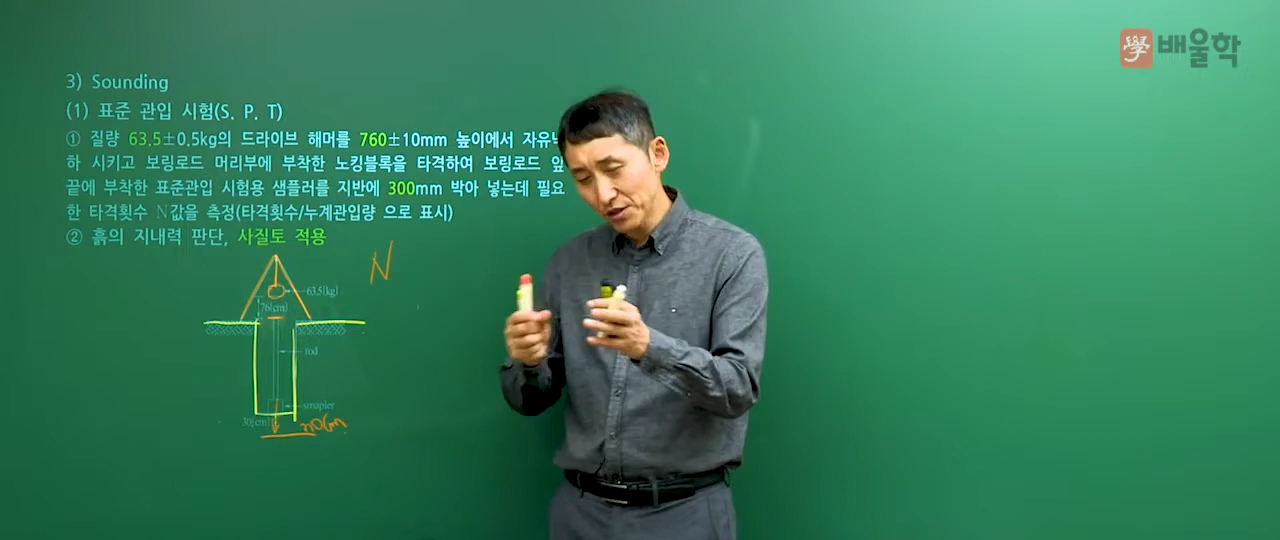 學 배울학
3) Sounding
(1) 표준 관입 시험(S. P. T)
① 질량 63.5±0.5kg의 드라이브 해머를 760±10mm 높이에서
하 시키고 보링로드 머리부에 부착한 노킹블록을 타격하여 보링로드
끝에 부착한 표준관입 시험용 샘플러를 지반에 300mm 박아 넣는데 필요
한 타격횟수 N값을 측정(타격횟수/누계관입량 으로 표시)
② 흙의 지내력 판단, 사질토 적용
N
63.5[kg]
76[cm]
rod
smapler
30[cm]
30cm